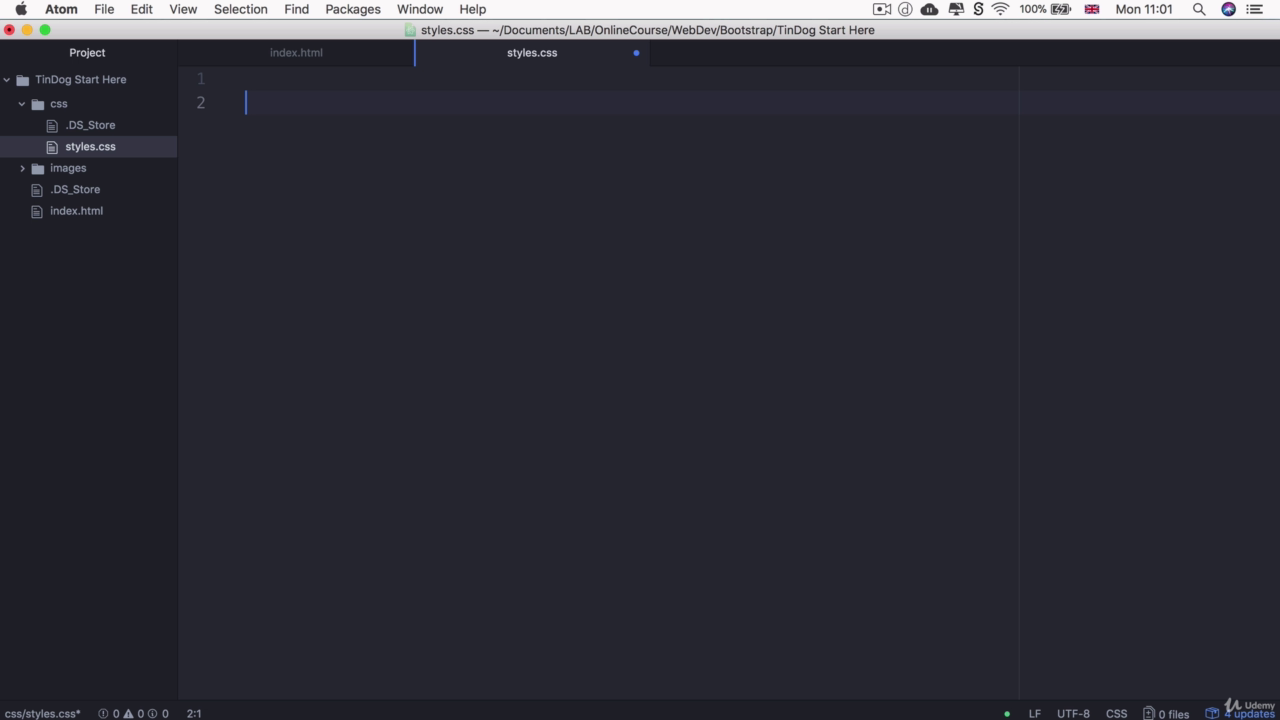 Atom File Edit View Selection Find Packages Window Help 100% Mon 11:01
styles.css — ~/Documents/LAB/OnlineCourse/WebDev/Bootstrap/TinDog Start Here
Project index.html styles.css
TinDog Start Here
css
.DS_Store
styles.css
images
.DS_Store
index.html
1
2
css/styles.css* 0 0 0 2:1 LF UTF-8 CSS 0 files 4 updates
Udemy